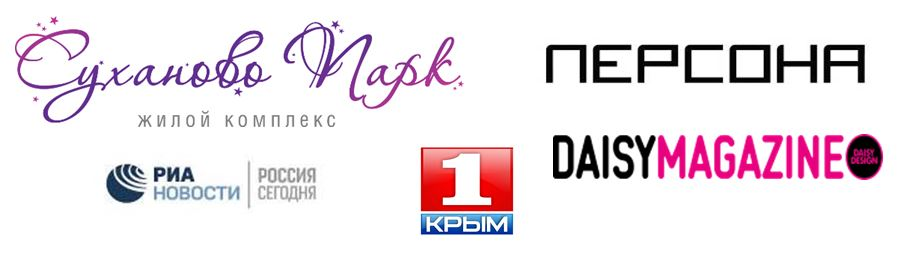 Суханово Парк
жилой комплекс
ПЕРСОНА
РИА
НОВОСТИ
РОССИЯ
СЕГОДНЯ
1
КРЫМ
DAISYMAGAZINE
DAISY
DESIGN